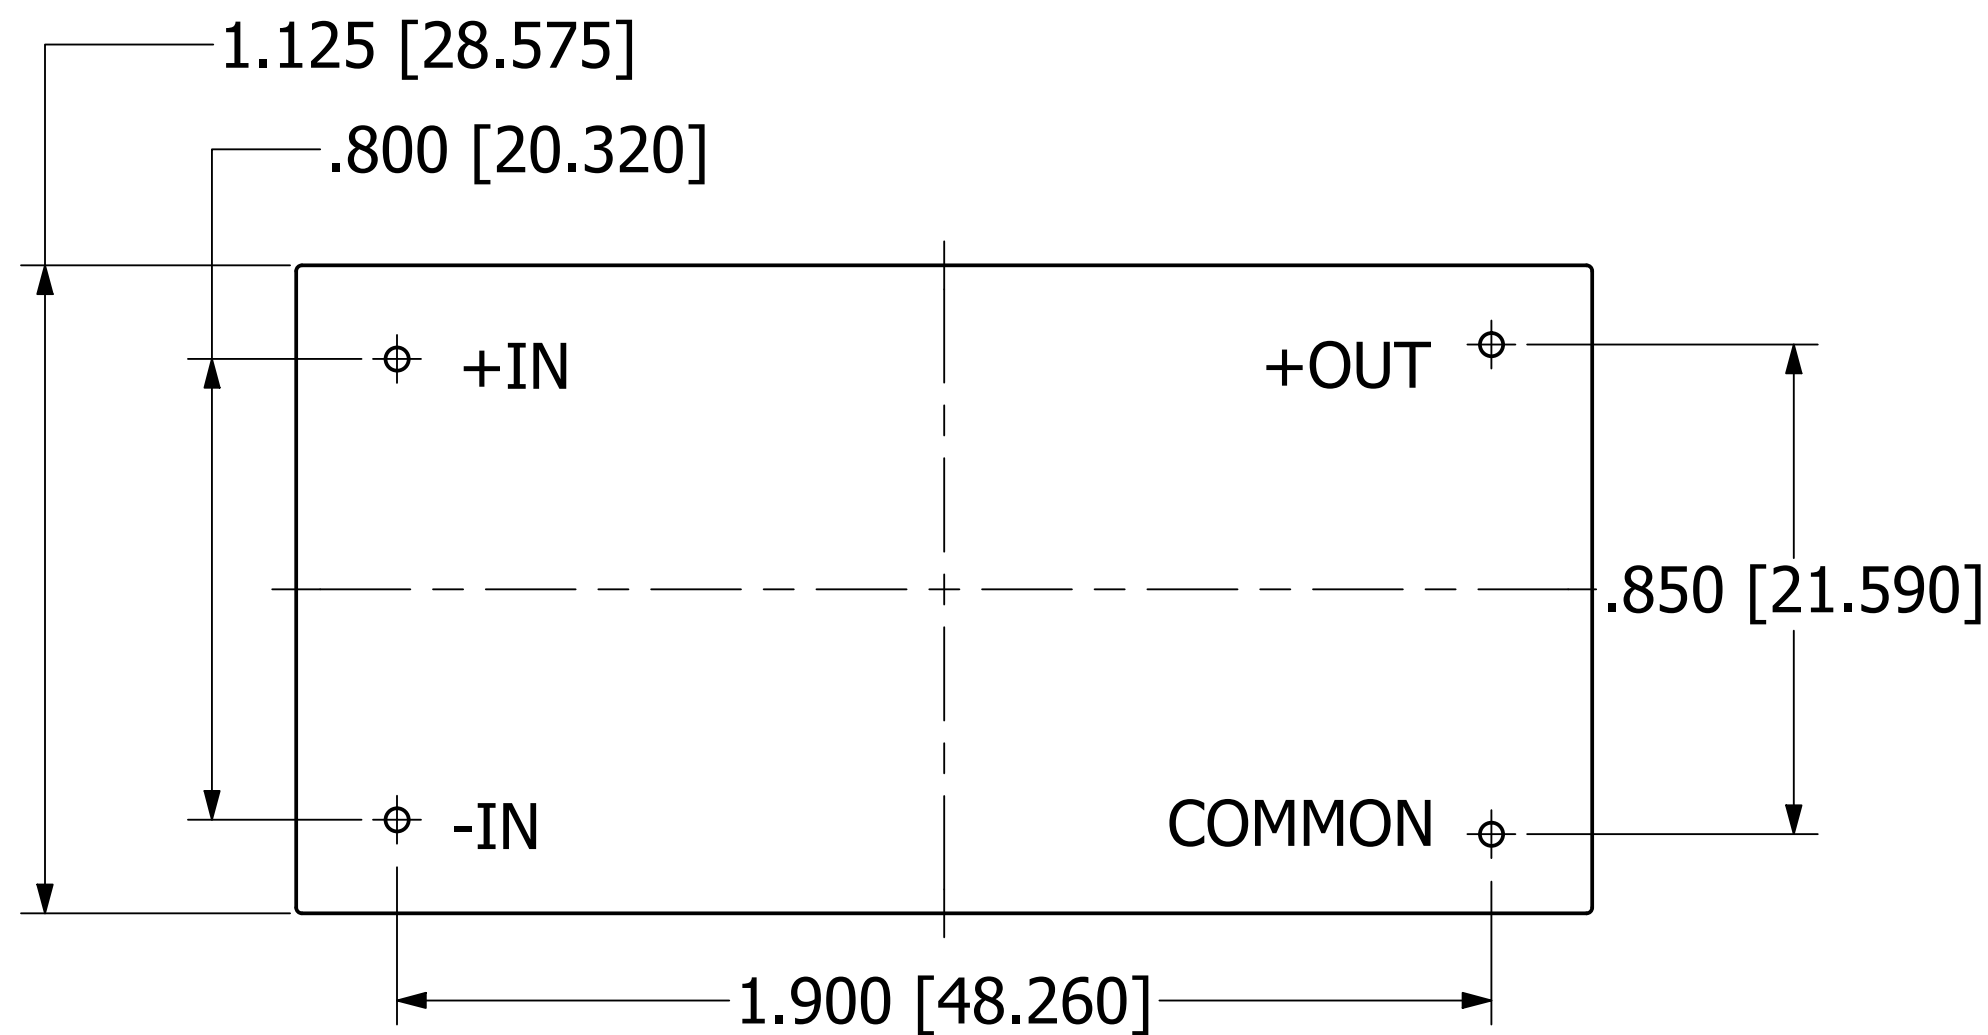 1.125 [28.575]
.800 [20.320]
+IN
+OUT
.850 [21.590]
-IN
COMMON
1.900 [48.260]